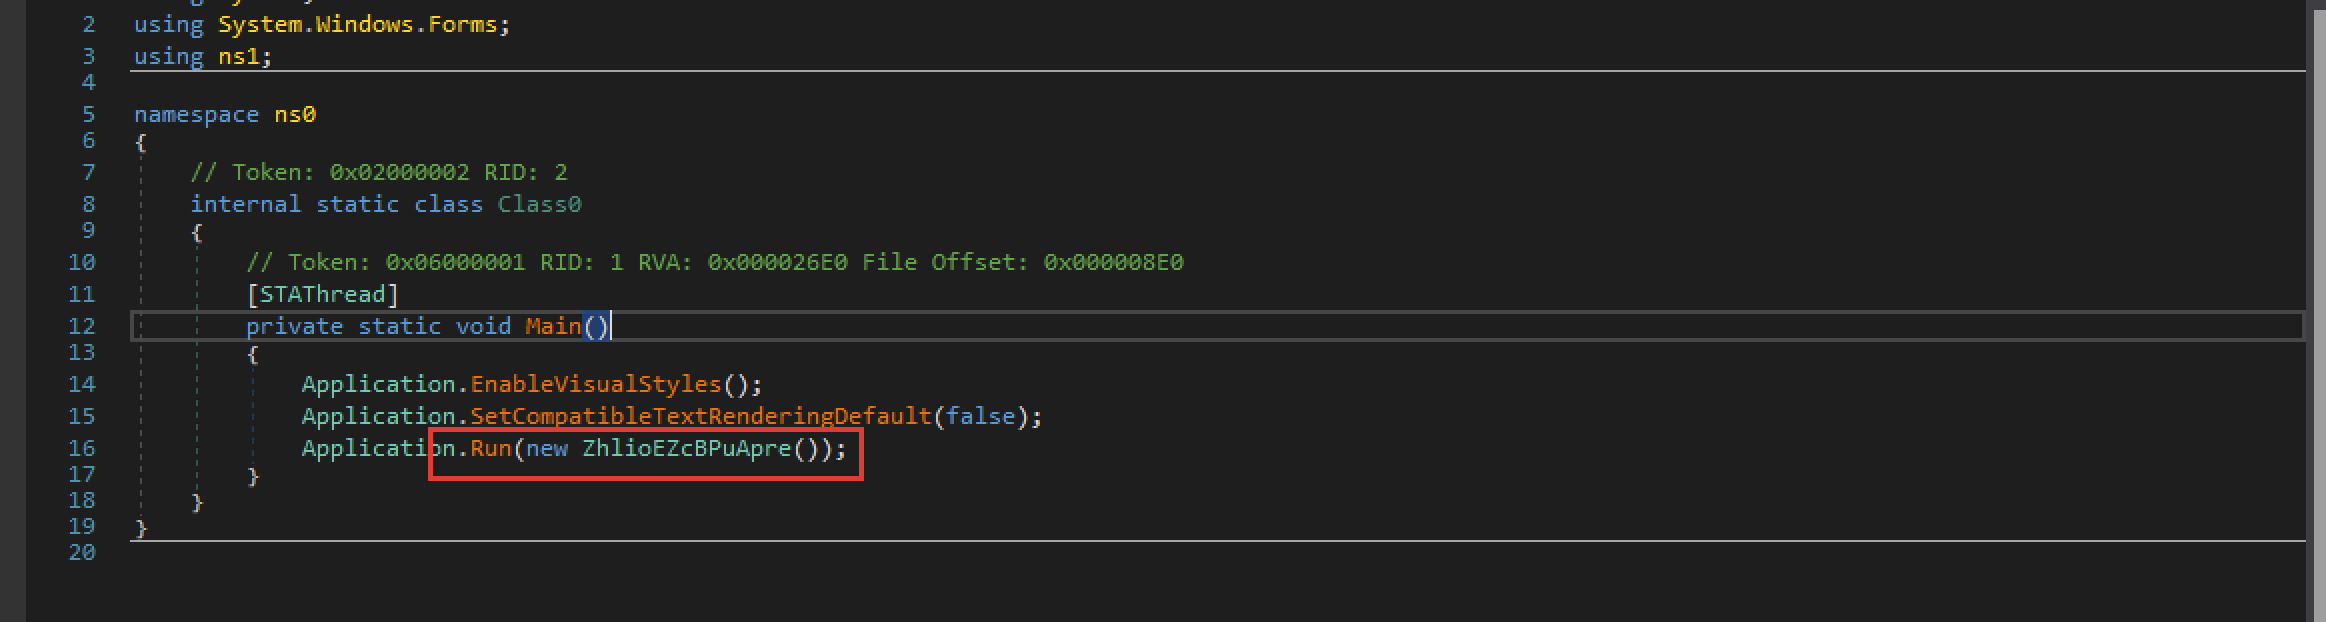 2 using System.Windows.Forms;
3 using ns1;
4
5 namespace ns0
6 {
7 // Token: 0x02000002 RID: 2
8 internal static class Class0
9 {
10 // Token: 0x06000001 RID: 1 RVA: 0x000026E0 File Offset: 0x000008E0
11 [STAThread]
12 private static void Main()
13 {
14 Application.EnableVisualStyles();
15 Application.SetCompatibleTextRenderingDefault(false);
16 Application.Run(new ZhlioEZcBPuApre());
17 }
18 }
19 }
20